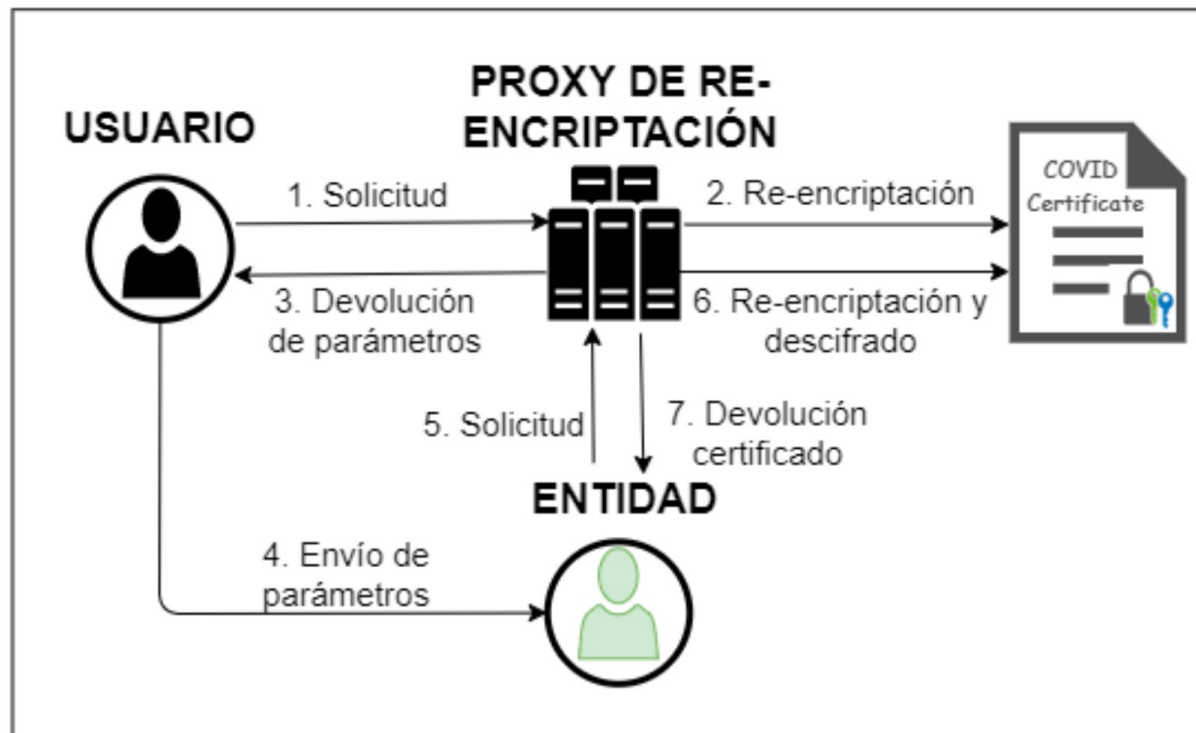 PROXY DE RE-
ENCRIPTACIÓN
USUARIO
1. Solicitud
2. Re-encriptación
COVID
Certificate
3. Devolución
de parámetros
6. Re-encriptación y
descifrado
5. Solicitud
7. Devolución
certificado
ENTIDAD
4. Envío de
parámetros